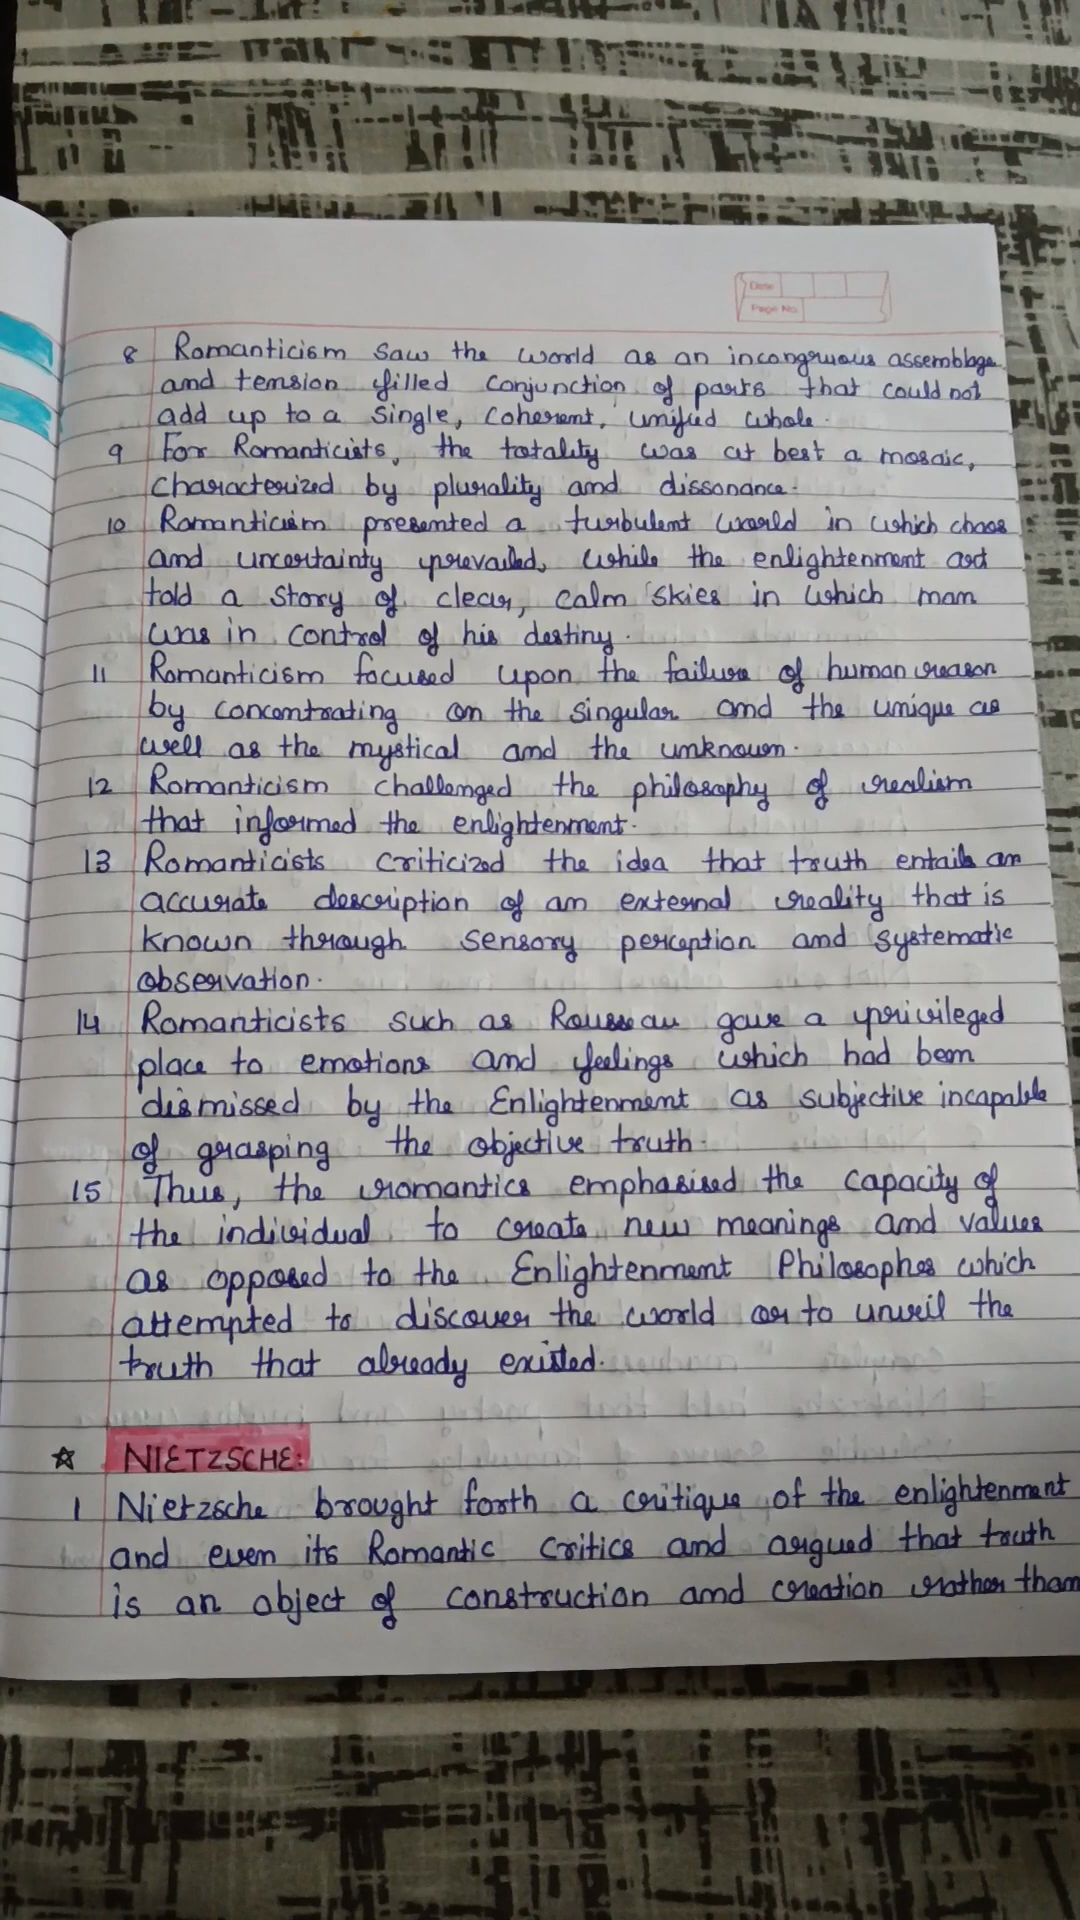 Date
Page No.
8 Romanticism saw the world as an incongruous assemblage
and tension filled conjunction of parts that could not
add up to a single, coherent, unified whole.
9 For Romanticists, the totality was at best a mosaic,
characterized by plurality and dissonance.
10 Romanticism presented a turbulent world in which chaos
and uncertainty prevailed, while the enlightenment art
told a story of clear, calm skies in which man
was in control of his destiny.
11 Romanticism focused upon the failure of human reason
by concentrating on the singular and the unique as
well as the mystical and the unknown.
12 Romanticism challenged the philosophy of realism
that informed the enlightenment.
13 Romanticists criticized the idea that truth entails an
accurate description of an external reality that is
known through sensory perception and systematic
observation.
14 Romanticists such as Rousseau gave a privileged
place to emotions and feelings which had been
dismissed by the Enlightenment as subjective incapable
of grasping the objective truth.
15 Thus, the romantics emphasised the capacity of
the individual to create new meanings and values
as opposed to the Enlightenment Philosophes which
attempted to discover the world or to unveil the
truth that already existed.
☆ NIETZSCHE:
1 Nietzsche brought forth a critique of the enlightenment
and even its Romantic Critics and argued that truth
is an object of construction and creation rather than